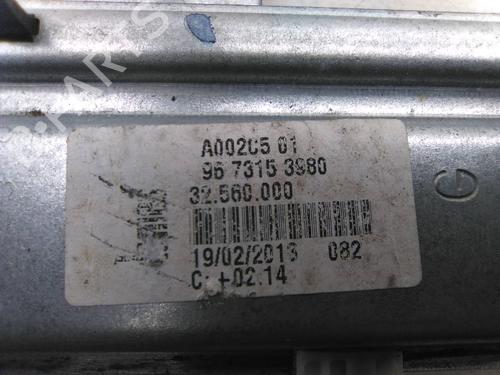 A002C5 01
96 7315 3980
32.560.000
19/02/2013 082
C: +02.14
G